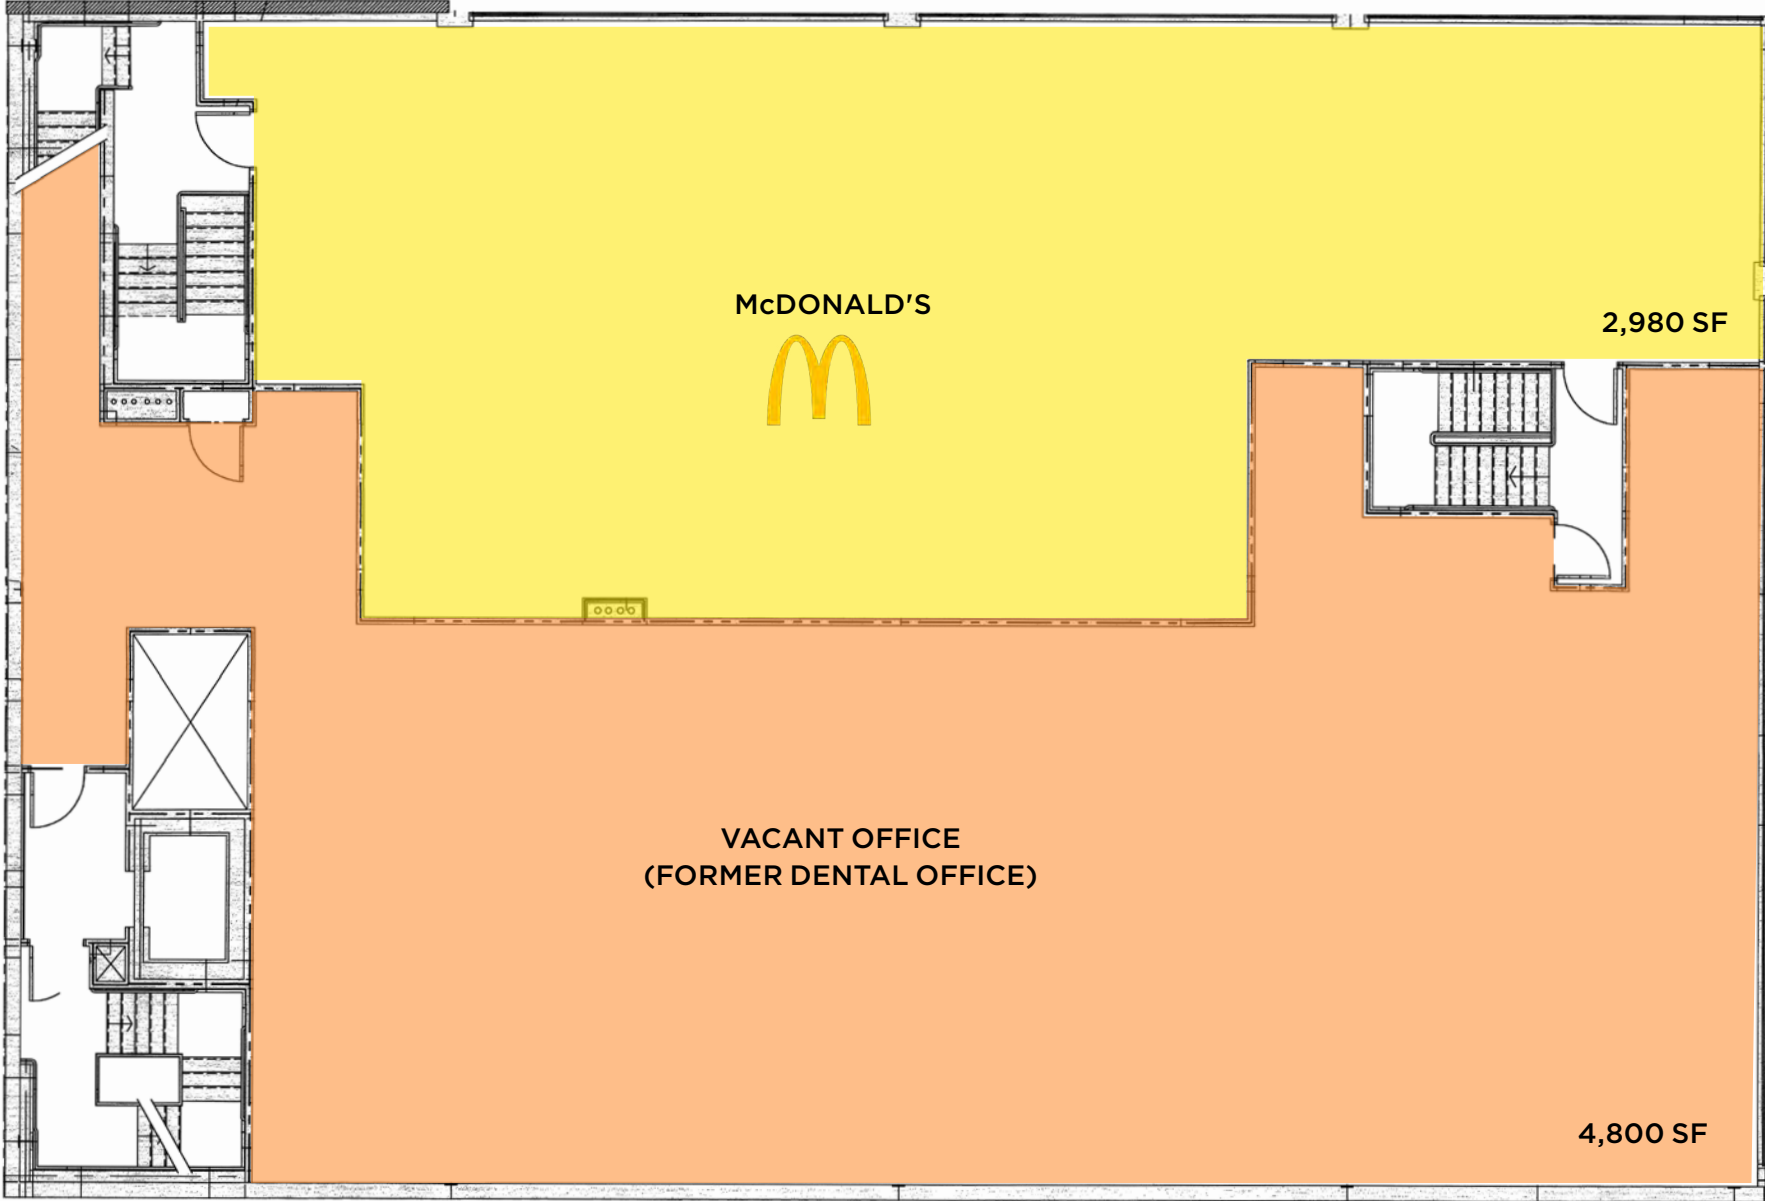 McDONALD'S
2,980 SF
VACANT OFFICE
(FORMER DENTAL OFFICE)
4,800 SF